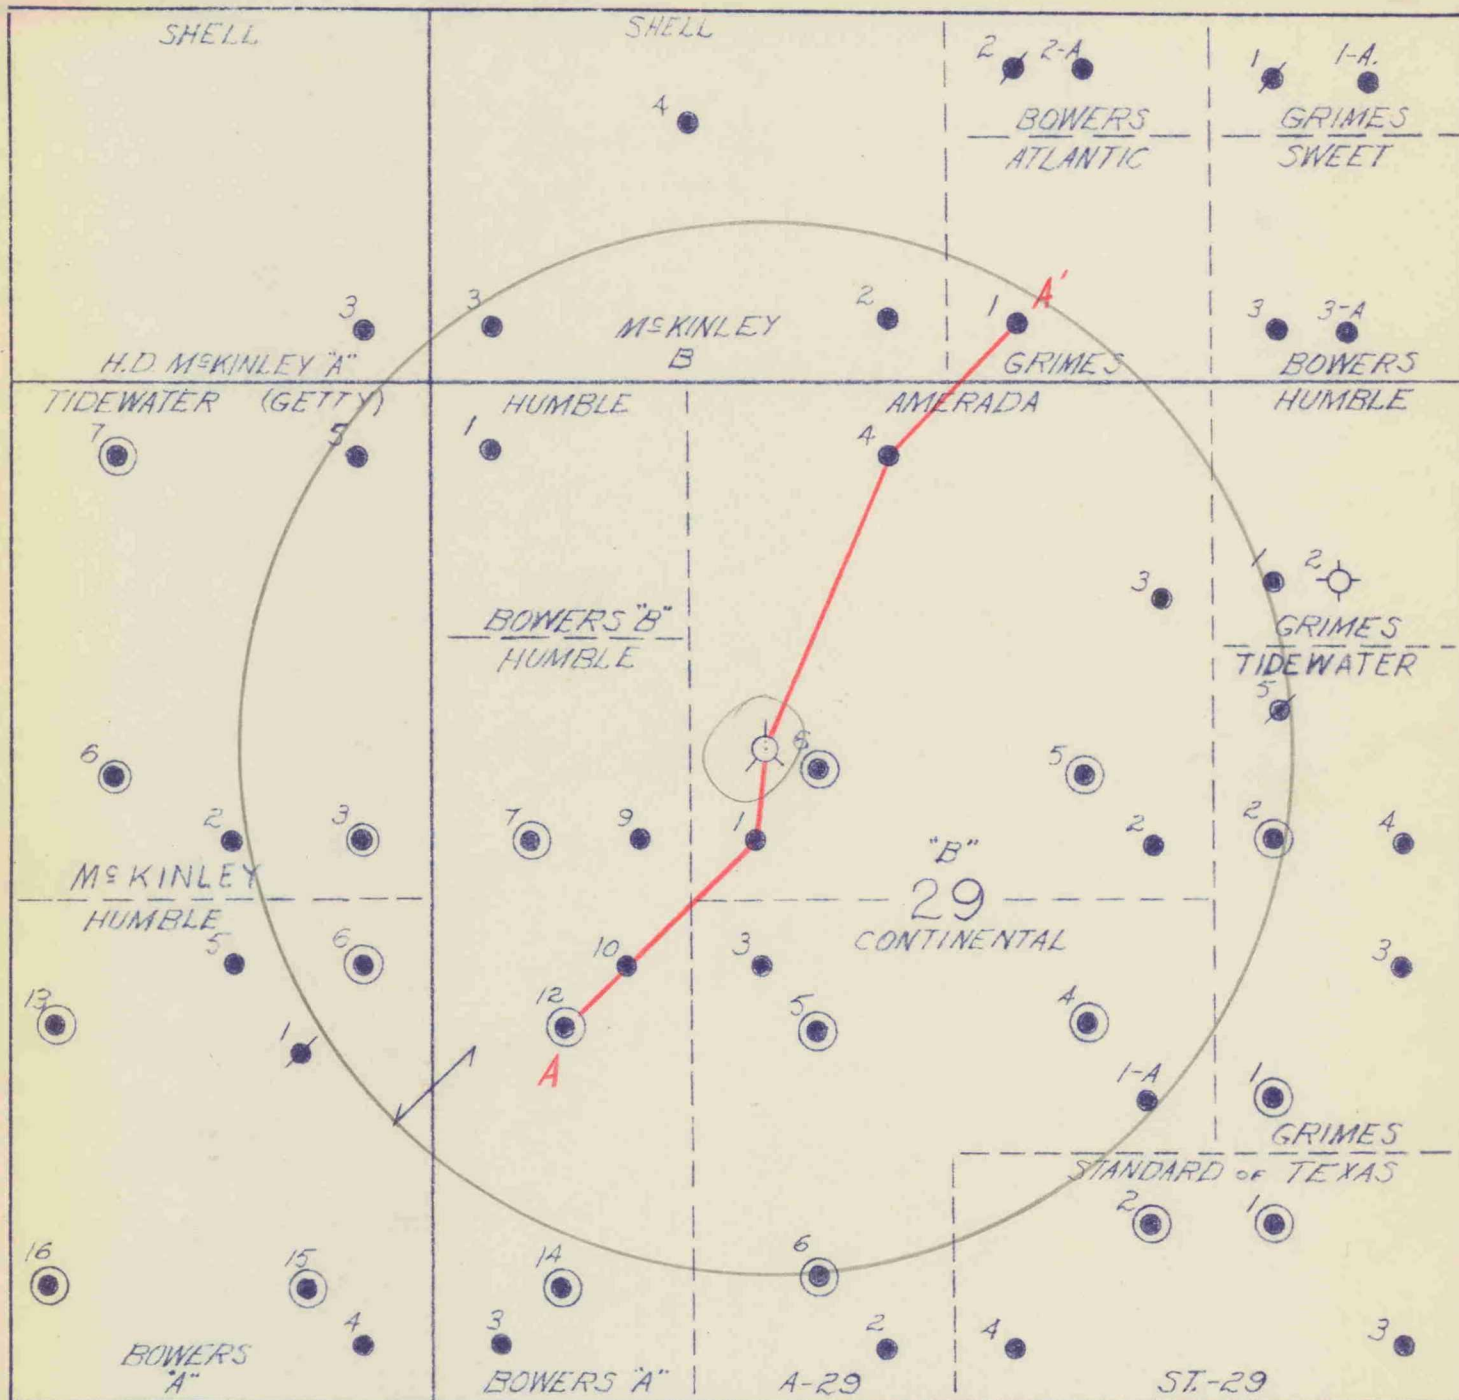 SHELL
SHELL
2 2-A
1 1-A.
4
BOWERS
GRIMES
ATLANTIC
SWEET
3
3
2
1
A'
3 3-A
McKINLEY
B
H.D. McKINLEY "A"
GRIMES
BOWERS
TIDEWATER (GETTY)
HUMBLE
AMERADA
HUMBLE
7
5
1
4
3
1
2
BOWERS "B"
GRIMES
HUMBLE
TIDEWATER
5
6
6
5
2
3
7
9
1
2
2
4
"B"
McKINLEY
29
HUMBLE
CONTINENTAL
5
6
10
3
3
13
12
5
4
1
A
1-A
1
GRIMES
STANDARD OF TEXAS
2
1
16
15
14
6
4
3
2
4
3
BOWERS
"A"
BOWERS "A"
A-29
ST.-29